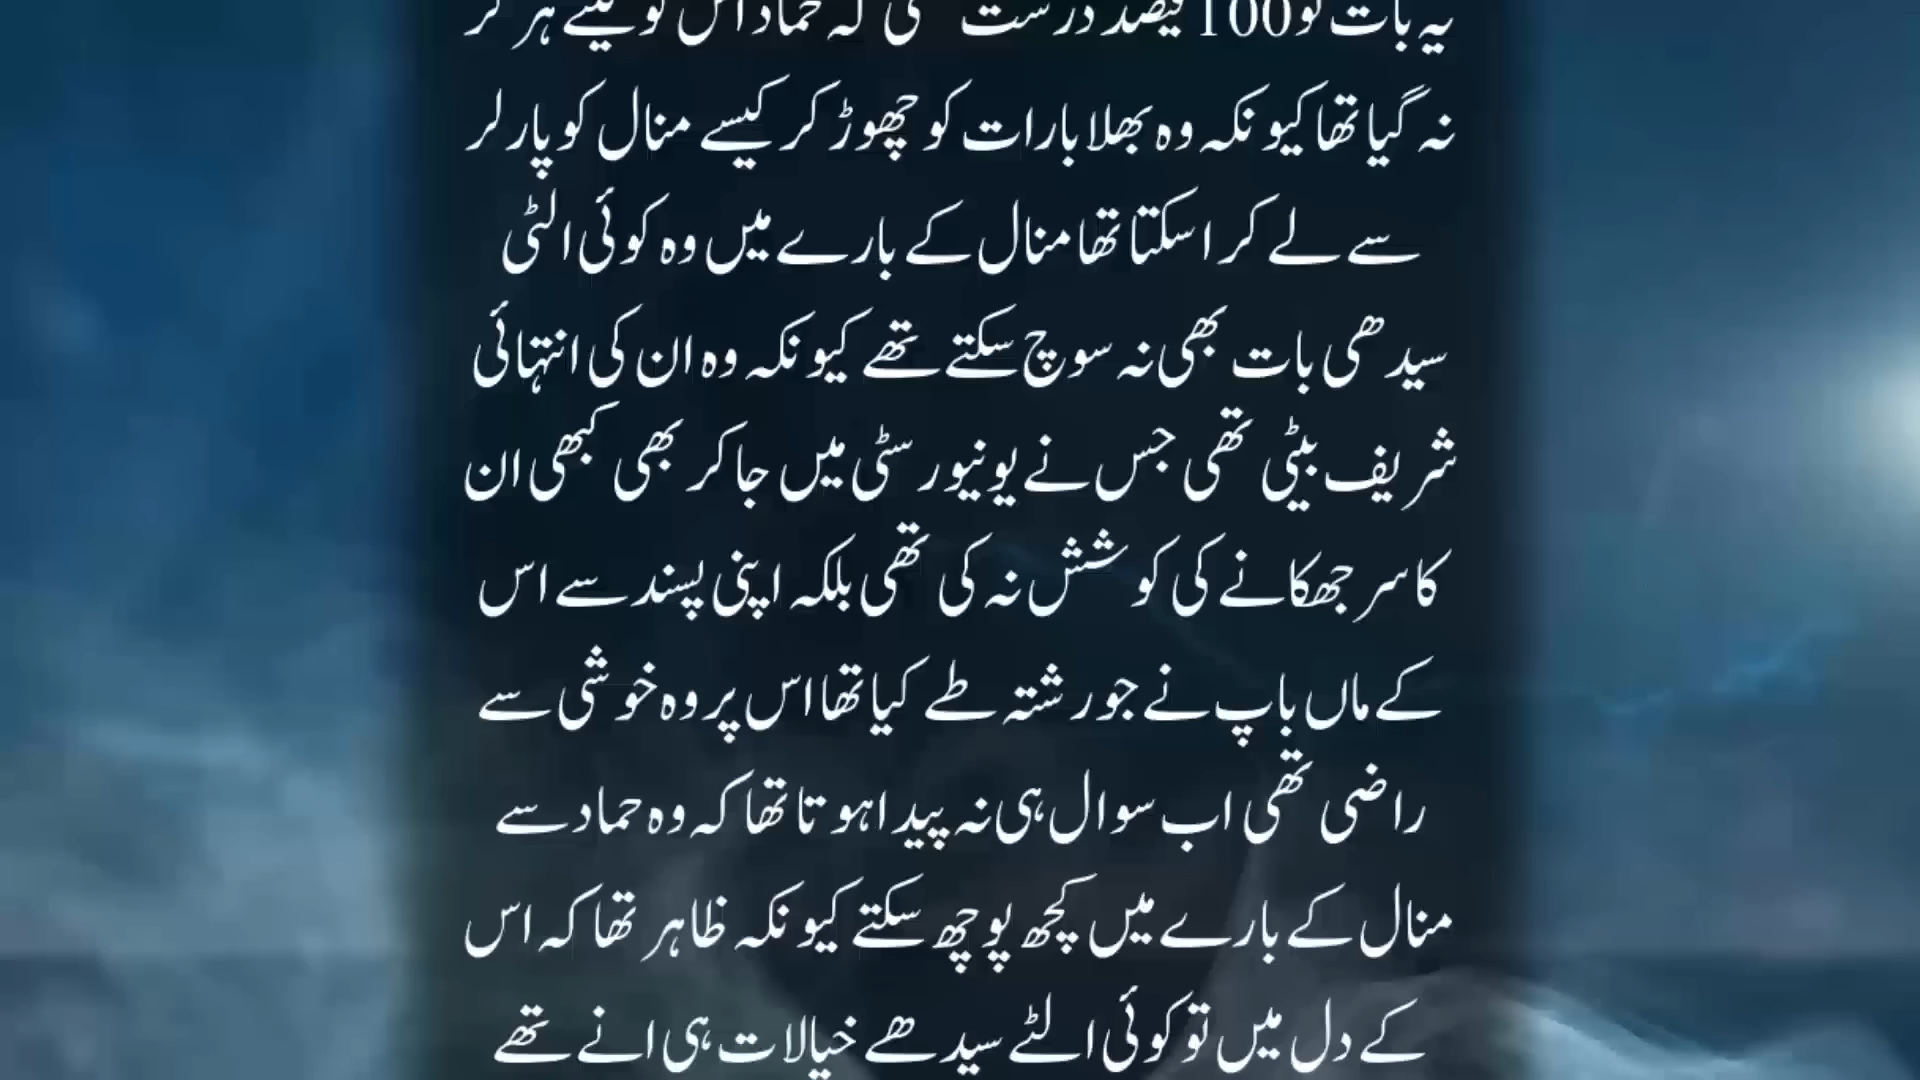 یہ بات تو 100 فیصد درست تھی کہ حماد اس کو لینے ہر گز
نہ گیا تھا کیونکہ وہ بھلا بارات کو چھوڑ کر کیسے منال کو پارلر
سے لے کر اسکتا تھا منال کے بارے میں وہ کوئی الٹی
سیدھی بات بھی نہ سوچ سکتے تھے کیونکہ وہ ان کی انتہائی
شریف بیٹی تھی جس نے یونیورسٹی میں جا کر بھی کبھی ان
کا سر جھکانے کی کوشش نہ کی تھی بلکہ اپنی پسند سے اس
کے ماں باپ نے جو رشتہ طے کیا تھا اس پر وہ خوشی سے
راضی تھی اب سوال ہی نہ پیدا ہوتا تھا کہ وہ حماد سے
منال کے بارے میں کچھ پوچھ سکتے کیونکہ ظاہر تھا کہ اس
کے دل میں تو کوئی الٹے سیدھے خیالات ہی انے تھے